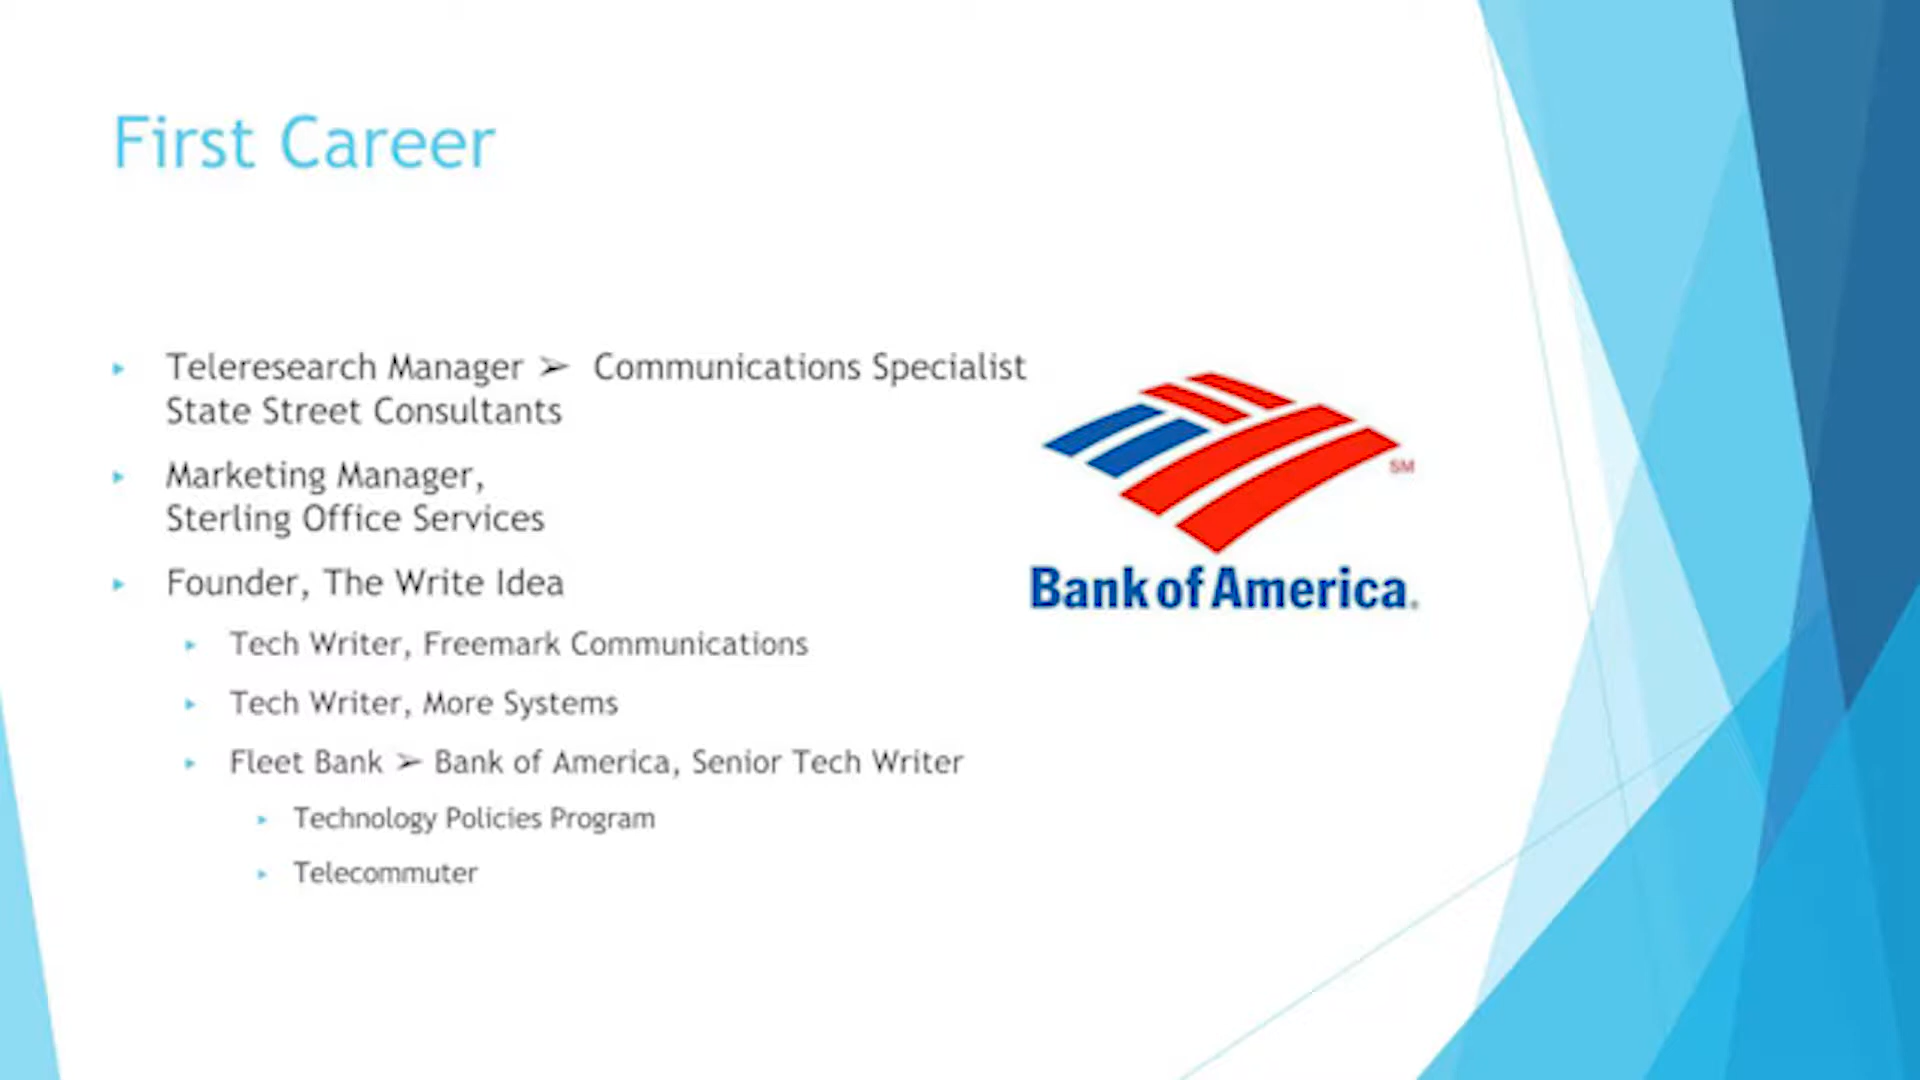 First Career
Teleresearch Manager ➢ Communications Specialist
State Street Consultants
Marketing Manager,
Sterling Office Services
Founder, The Write Idea
Tech Writer, Freemark Communications
Tech Writer, More Systems
Fleet Bank ➢ Bank of America, Senior Tech Writer
Technology Policies Program
Telecommuter
SM
Bank of America